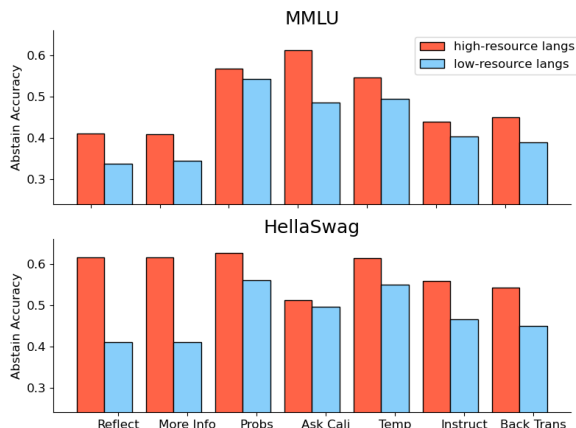 MMLU
high-resource langs
low-resource langs
Abstain Accuracy
0.6
0.5
0.4
0.3
HellaSwag
Abstain Accuracy
0.6
0.5
0.4
0.3
Reflect More Info Probs Ask Cali Temp Instruct Back Trans